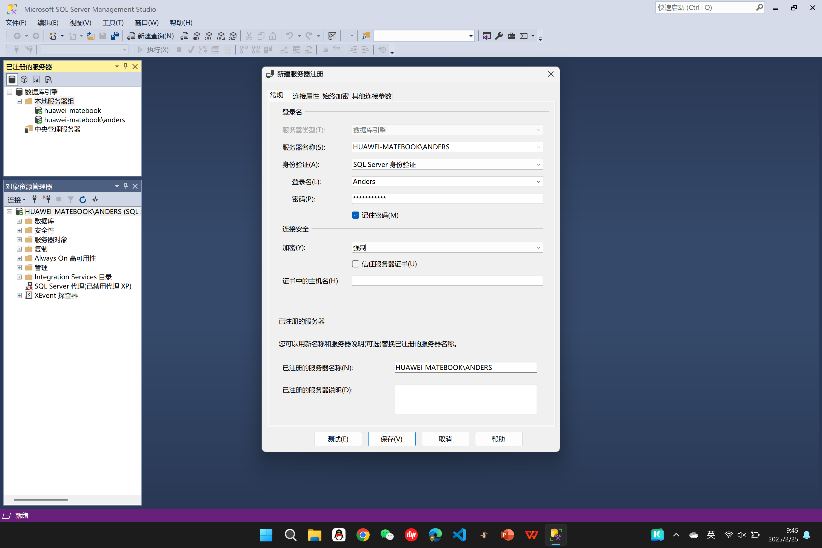 Microsoft SQL Server Management Studio
快速启动 (Ctrl+Q)
文件(F) 编辑(E) 视图(V) 工具(T) 窗口(W) 帮助(H)
新建查询(N)
执行(X)
已注册的服务器
数据库引擎
本地服务器组
huawei-matebook
huawei-matebook\anders
中央管理服务器
对象资源管理器
连接
HUAWEI-MATEBOOK\ANDERS (SQL
数据库
安全性
服务器对象
复制
Always On 高可用性
管理
Integration Services 目录
SQL Server 代理(已禁用代理 XP)
XEvent 探查器
新建服务器注册
常规 连接属性 始终加密 其他连接参数
登录名
服务器类型(T): 数据库引擎
服务器名称(S): HUAWEI-MATEBOOK\ANDERS
身份验证(A): SQL Server 身份验证
登录名(L): Anders
密码(P): ***********
记住密码(M)
连接安全
加密(Y): 强制
信任服务器证书(U)
证书中的主机名(H)
已注册的服务器
您可以用新名称和服务器说明(可选)替换已注册的服务器名称。
已注册的服务器名称(N): HUAWEI-MATEBOOK\ANDERS
已注册的服务器说明(D):
测试(E) 保存(V) 取消 帮助
就绪
英
9:45
2025/2/25